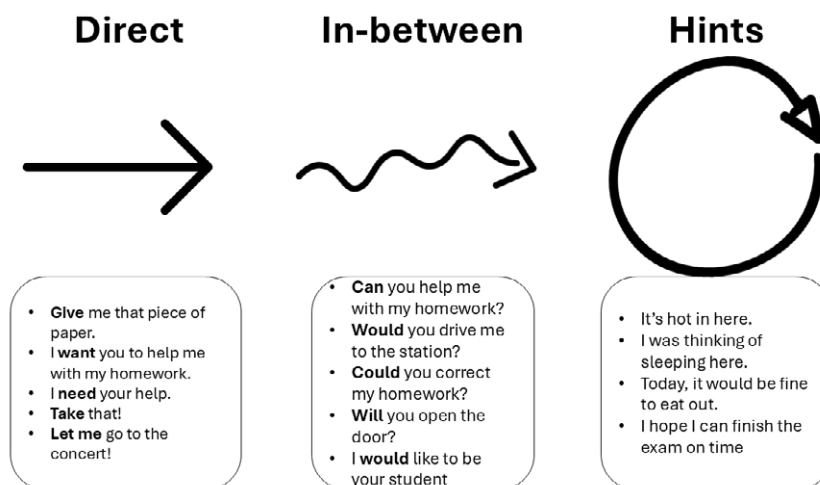 Direct
In-between
Hints
• Give me that piece of
paper.
• I want you to help me
with my homework.
• I need your help.
• Take that!
• Let me go to the
concert!
• Can you help me
with my homework?
• Would you drive me
to the station?
• Could you correct
my homework?
• Will you open the
door?
• I would like to be
your student
• It's hot in here.
• I was thinking of
sleeping here.
• Today, it would be fine
to eat out.
• I hope I can finish the
exam on time